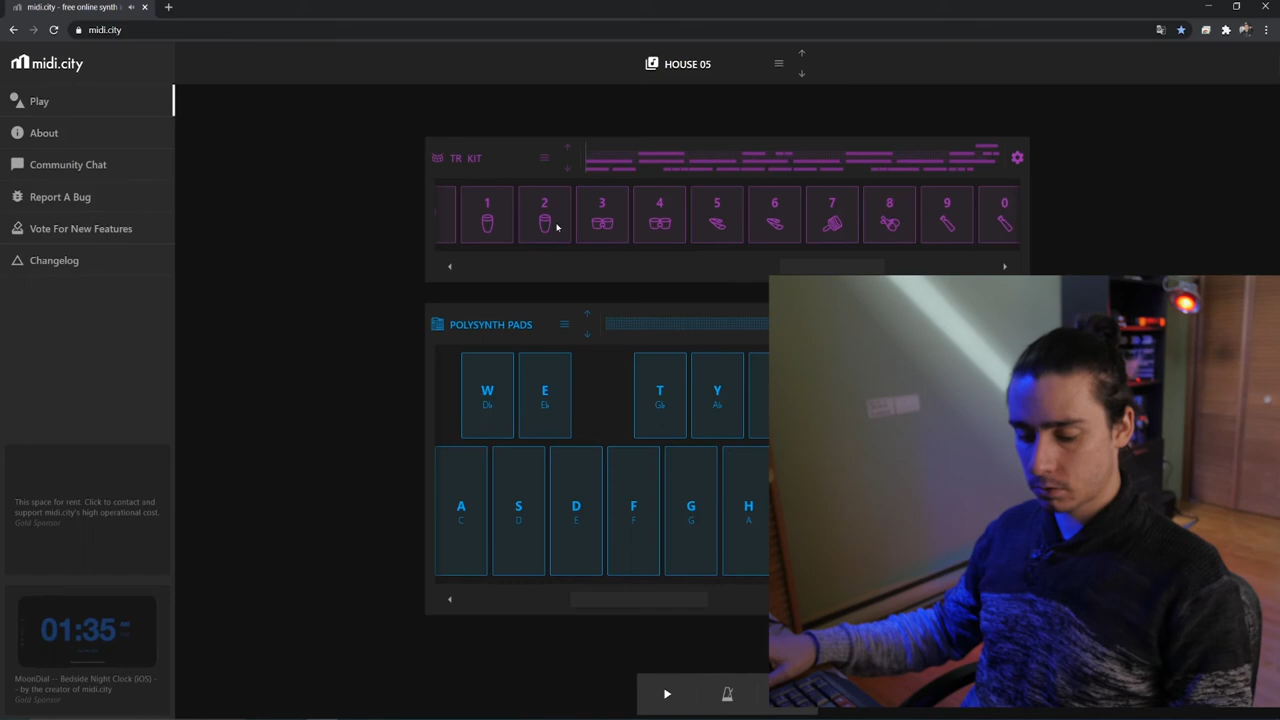 midi.city - free online synth
midi.city
midi.city
HOUSE 05
Play
About
Community Chat
Report A Bug
Vote For New Features
Changelog
TR KIT
1 2 3 4 5 6 7 8 9 0
POLYSYNTH PADS
W E T Y
D♭ E♭ G♭ A♭
A S D F G H
C D E F G A
This space for rent. Click to contact and
support midi.city's high operational cost.
Gold Sponsor
01:35 AM
MoonDial -- Bedside Night Clock (iOS) -
- by the creator of midi.city
Gold Sponsor